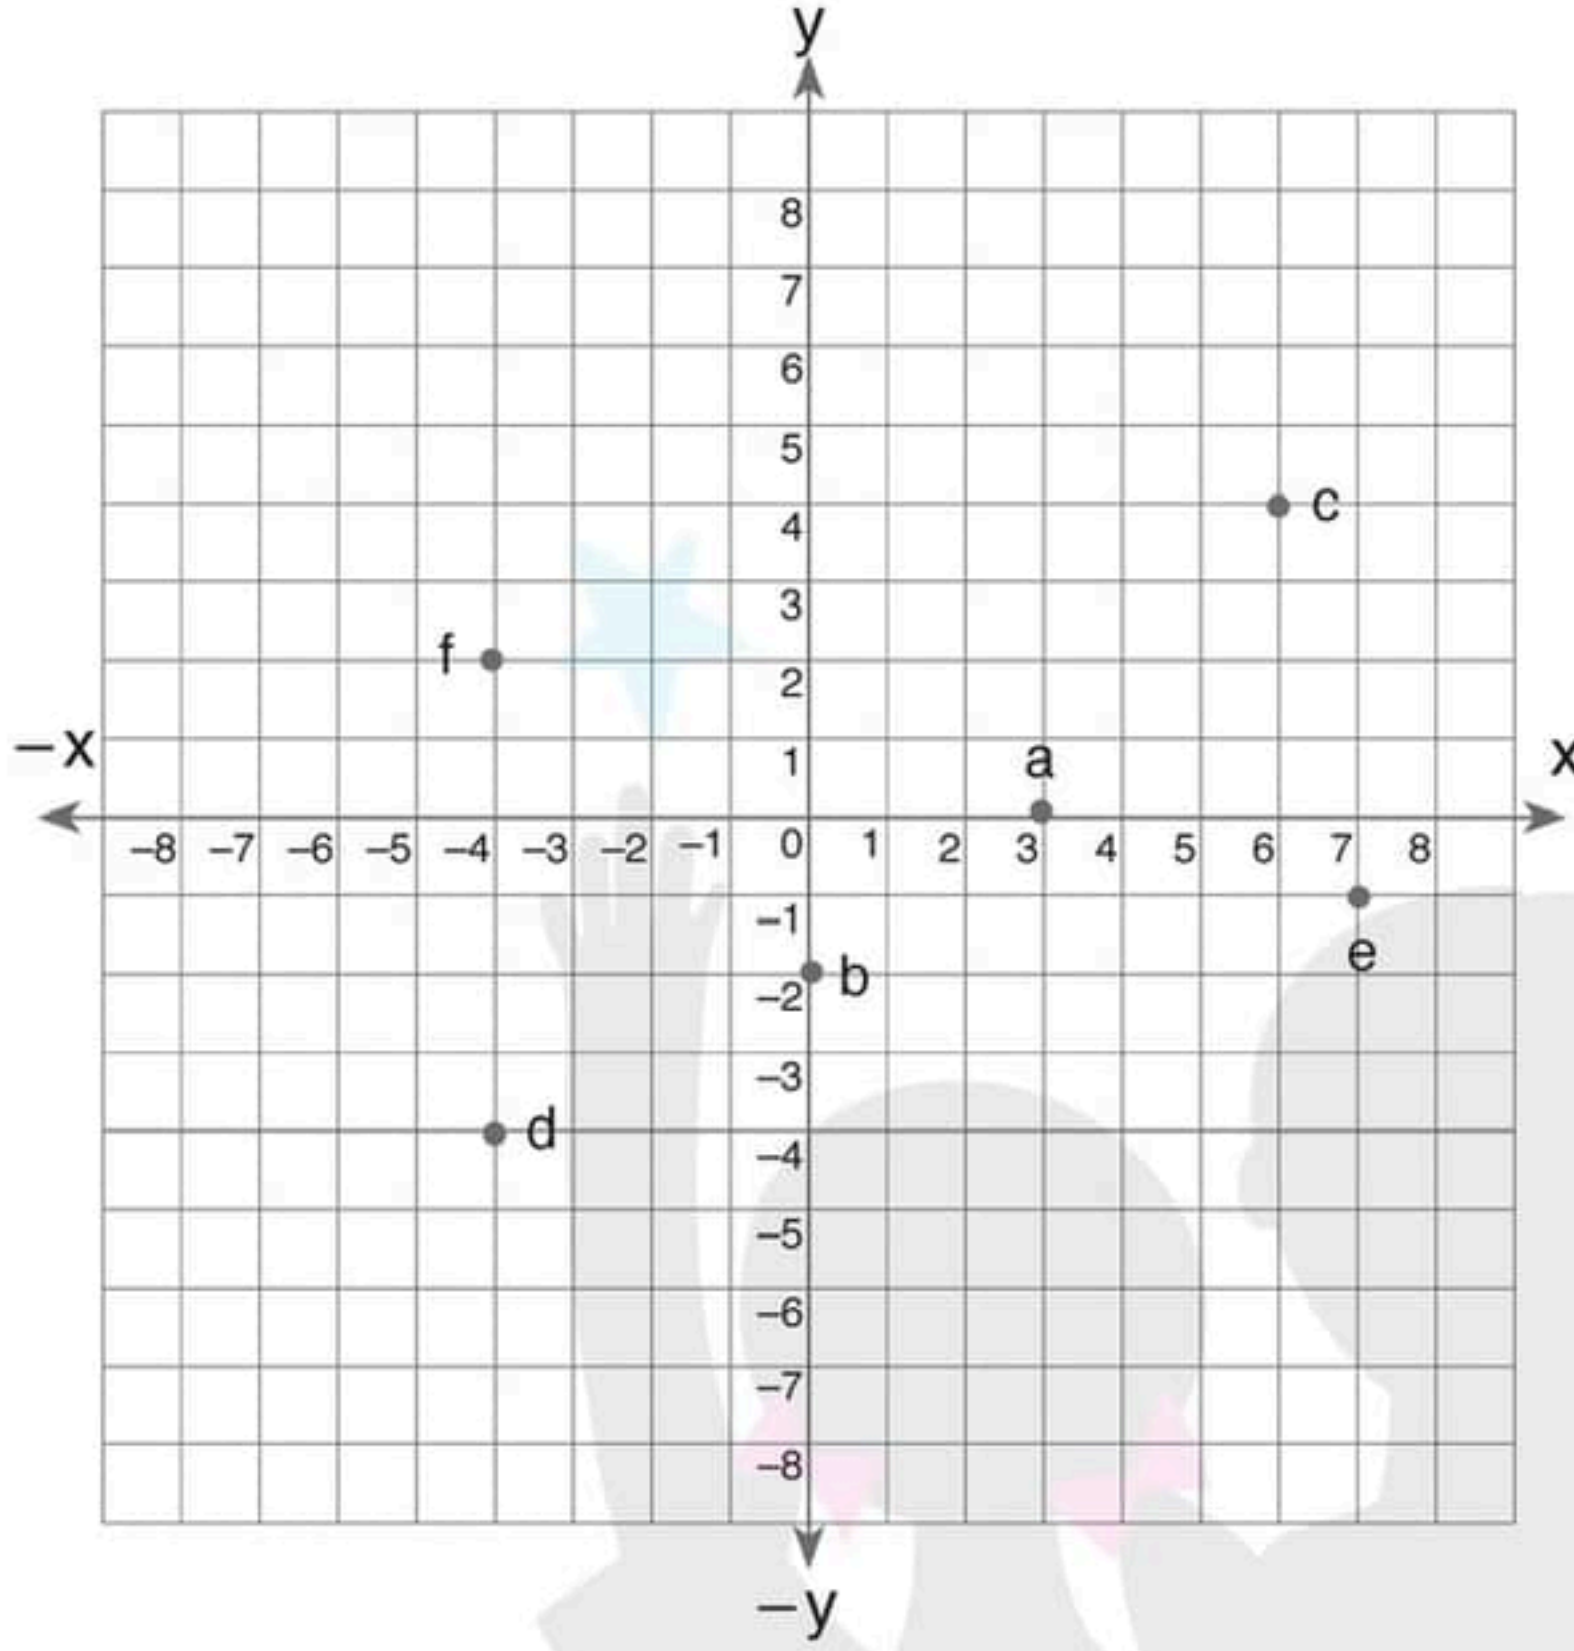 y
8
7
6
5
4 c
3
f 2
–x 1 a x
–8 –7 –6 –5 –4 –3 –2 –1 0 1 2 3 4 5 6 7 8
–1
e
–2 b
–3
d –4
–5
–6
–7
–8
–y